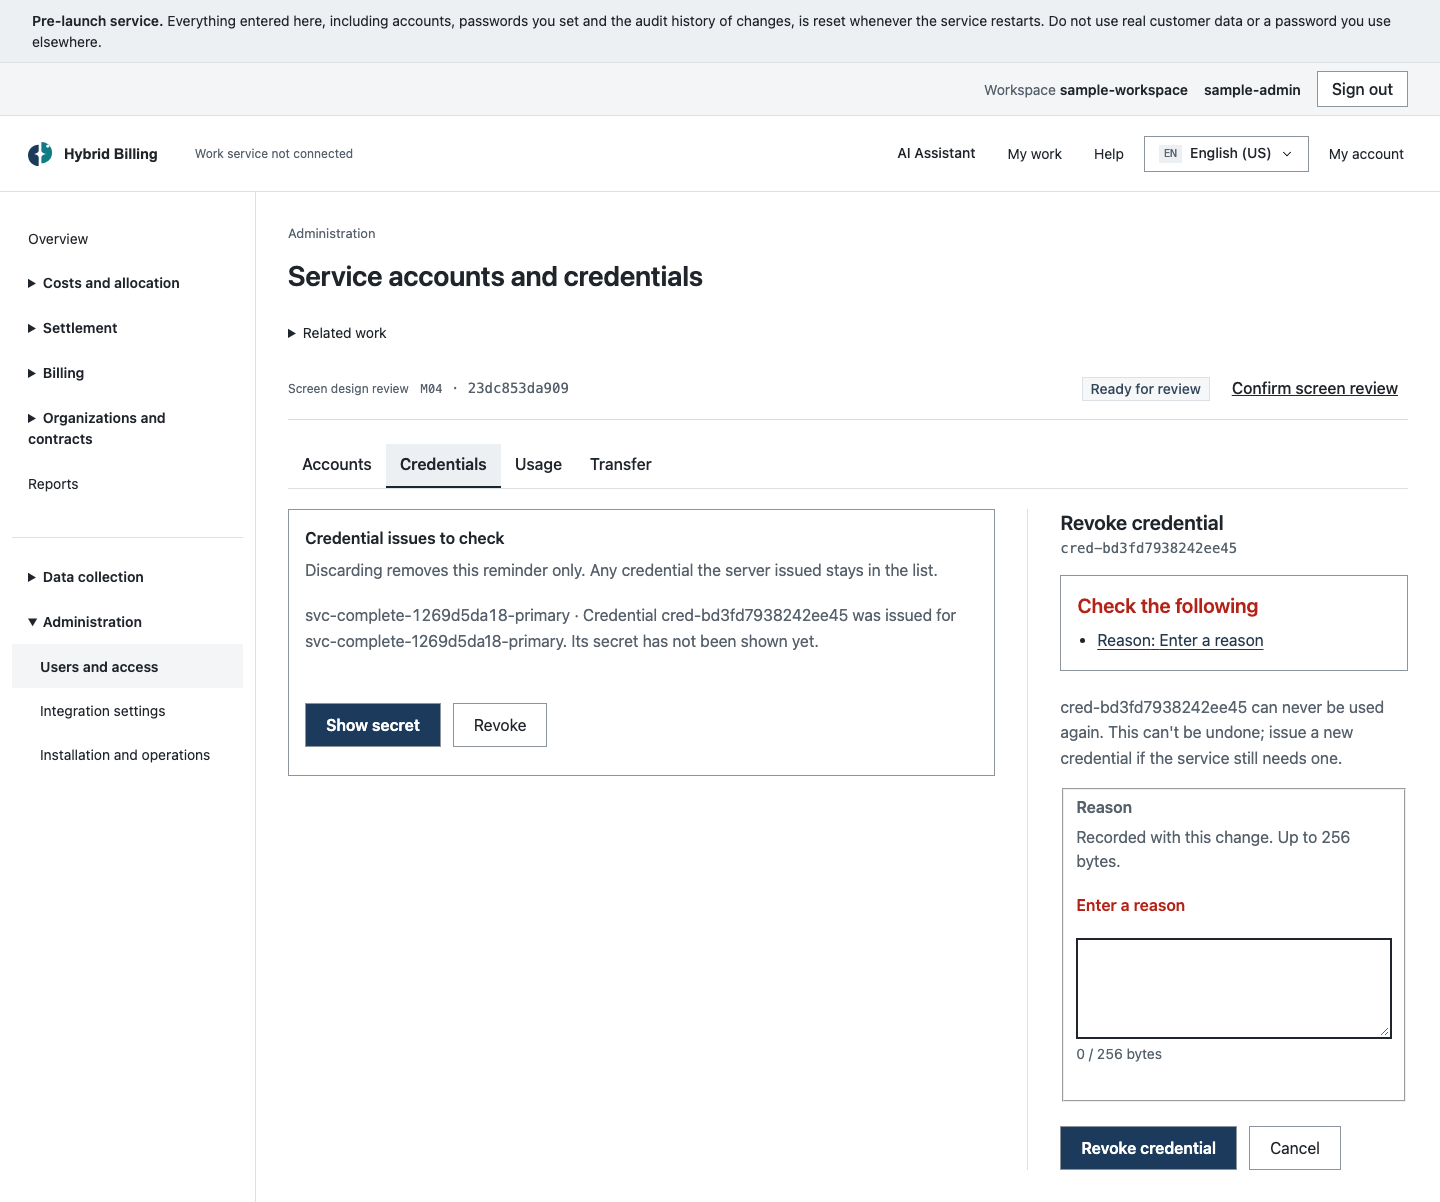 Pre-launch service. Everything entered here, including accounts, passwords you set and the audit history of changes, is reset whenever the service restarts. Do not use real customer data or a password you use
elsewhere.
Workspace sample-workspace sample-admin Sign out
Hybrid Billing Work service not connected AI Assistant My work Help EN English (US) My account
Overview
Costs and allocation
Settlement
Billing
Organizations and
contracts
Reports
Data collection
Administration
Users and access
Integration settings
Installation and operations
Administration
Service accounts and credentials
Related work
Screen design review M04 · 23dc853da909 Ready for review Confirm screen review
Accounts Credentials Usage Transfer
Credential issues to check
Discarding removes this reminder only. Any credential the server issued stays in the list.
svc-complete-1269d5da18-primary · Credential cred-bd3fd7938242ee45 was issued for
svc-complete-1269d5da18-primary. Its secret has not been shown yet.
Show secret Revoke
Revoke credential
cred-bd3fd7938242ee45
Check the following
• Reason: Enter a reason
cred-bd3fd7938242ee45 can never be used
again. This can't be undone; issue a new
credential if the service still needs one.
Reason
Recorded with this change. Up to 256
bytes.
Enter a reason
0 / 256 bytes
Revoke credential Cancel